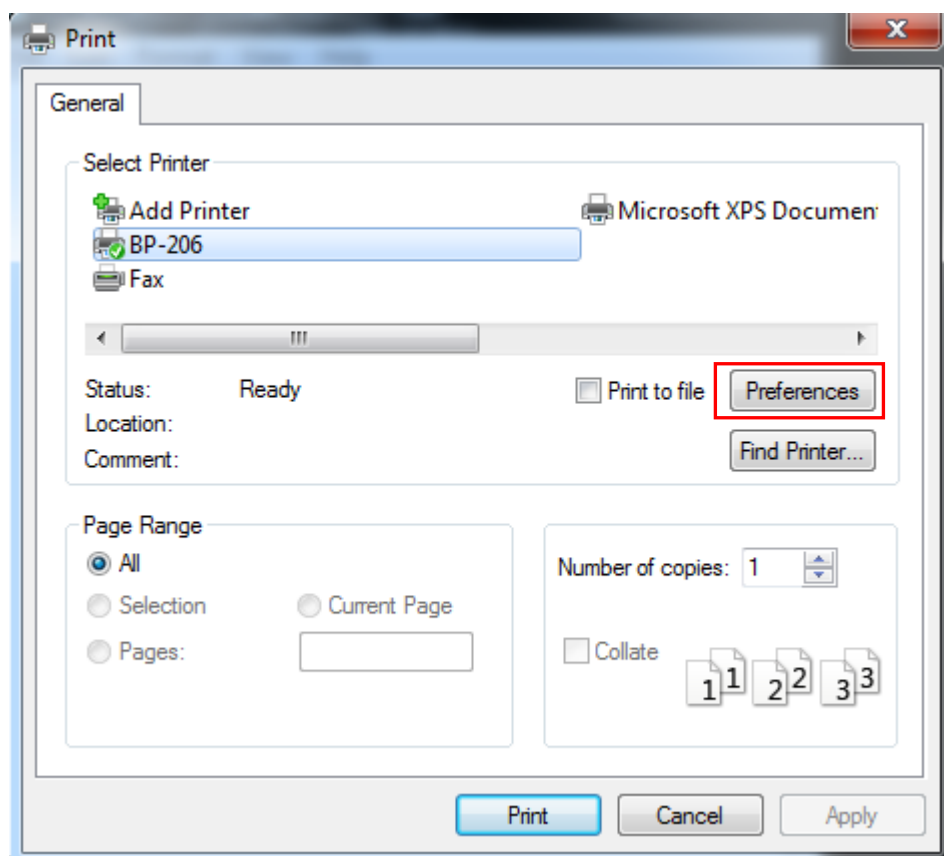 Print
General
Select Printer
Add Printer
Microsoft XPS Documen
BP-206
Fax
Status: Ready
Print to file
Preferences
Location:
Comment:
Find Printer...
Page Range
All
Number of copies: 1
Selection
Current Page
Pages:
Collate
1 1 2 2 3 3
Print
Cancel
Apply